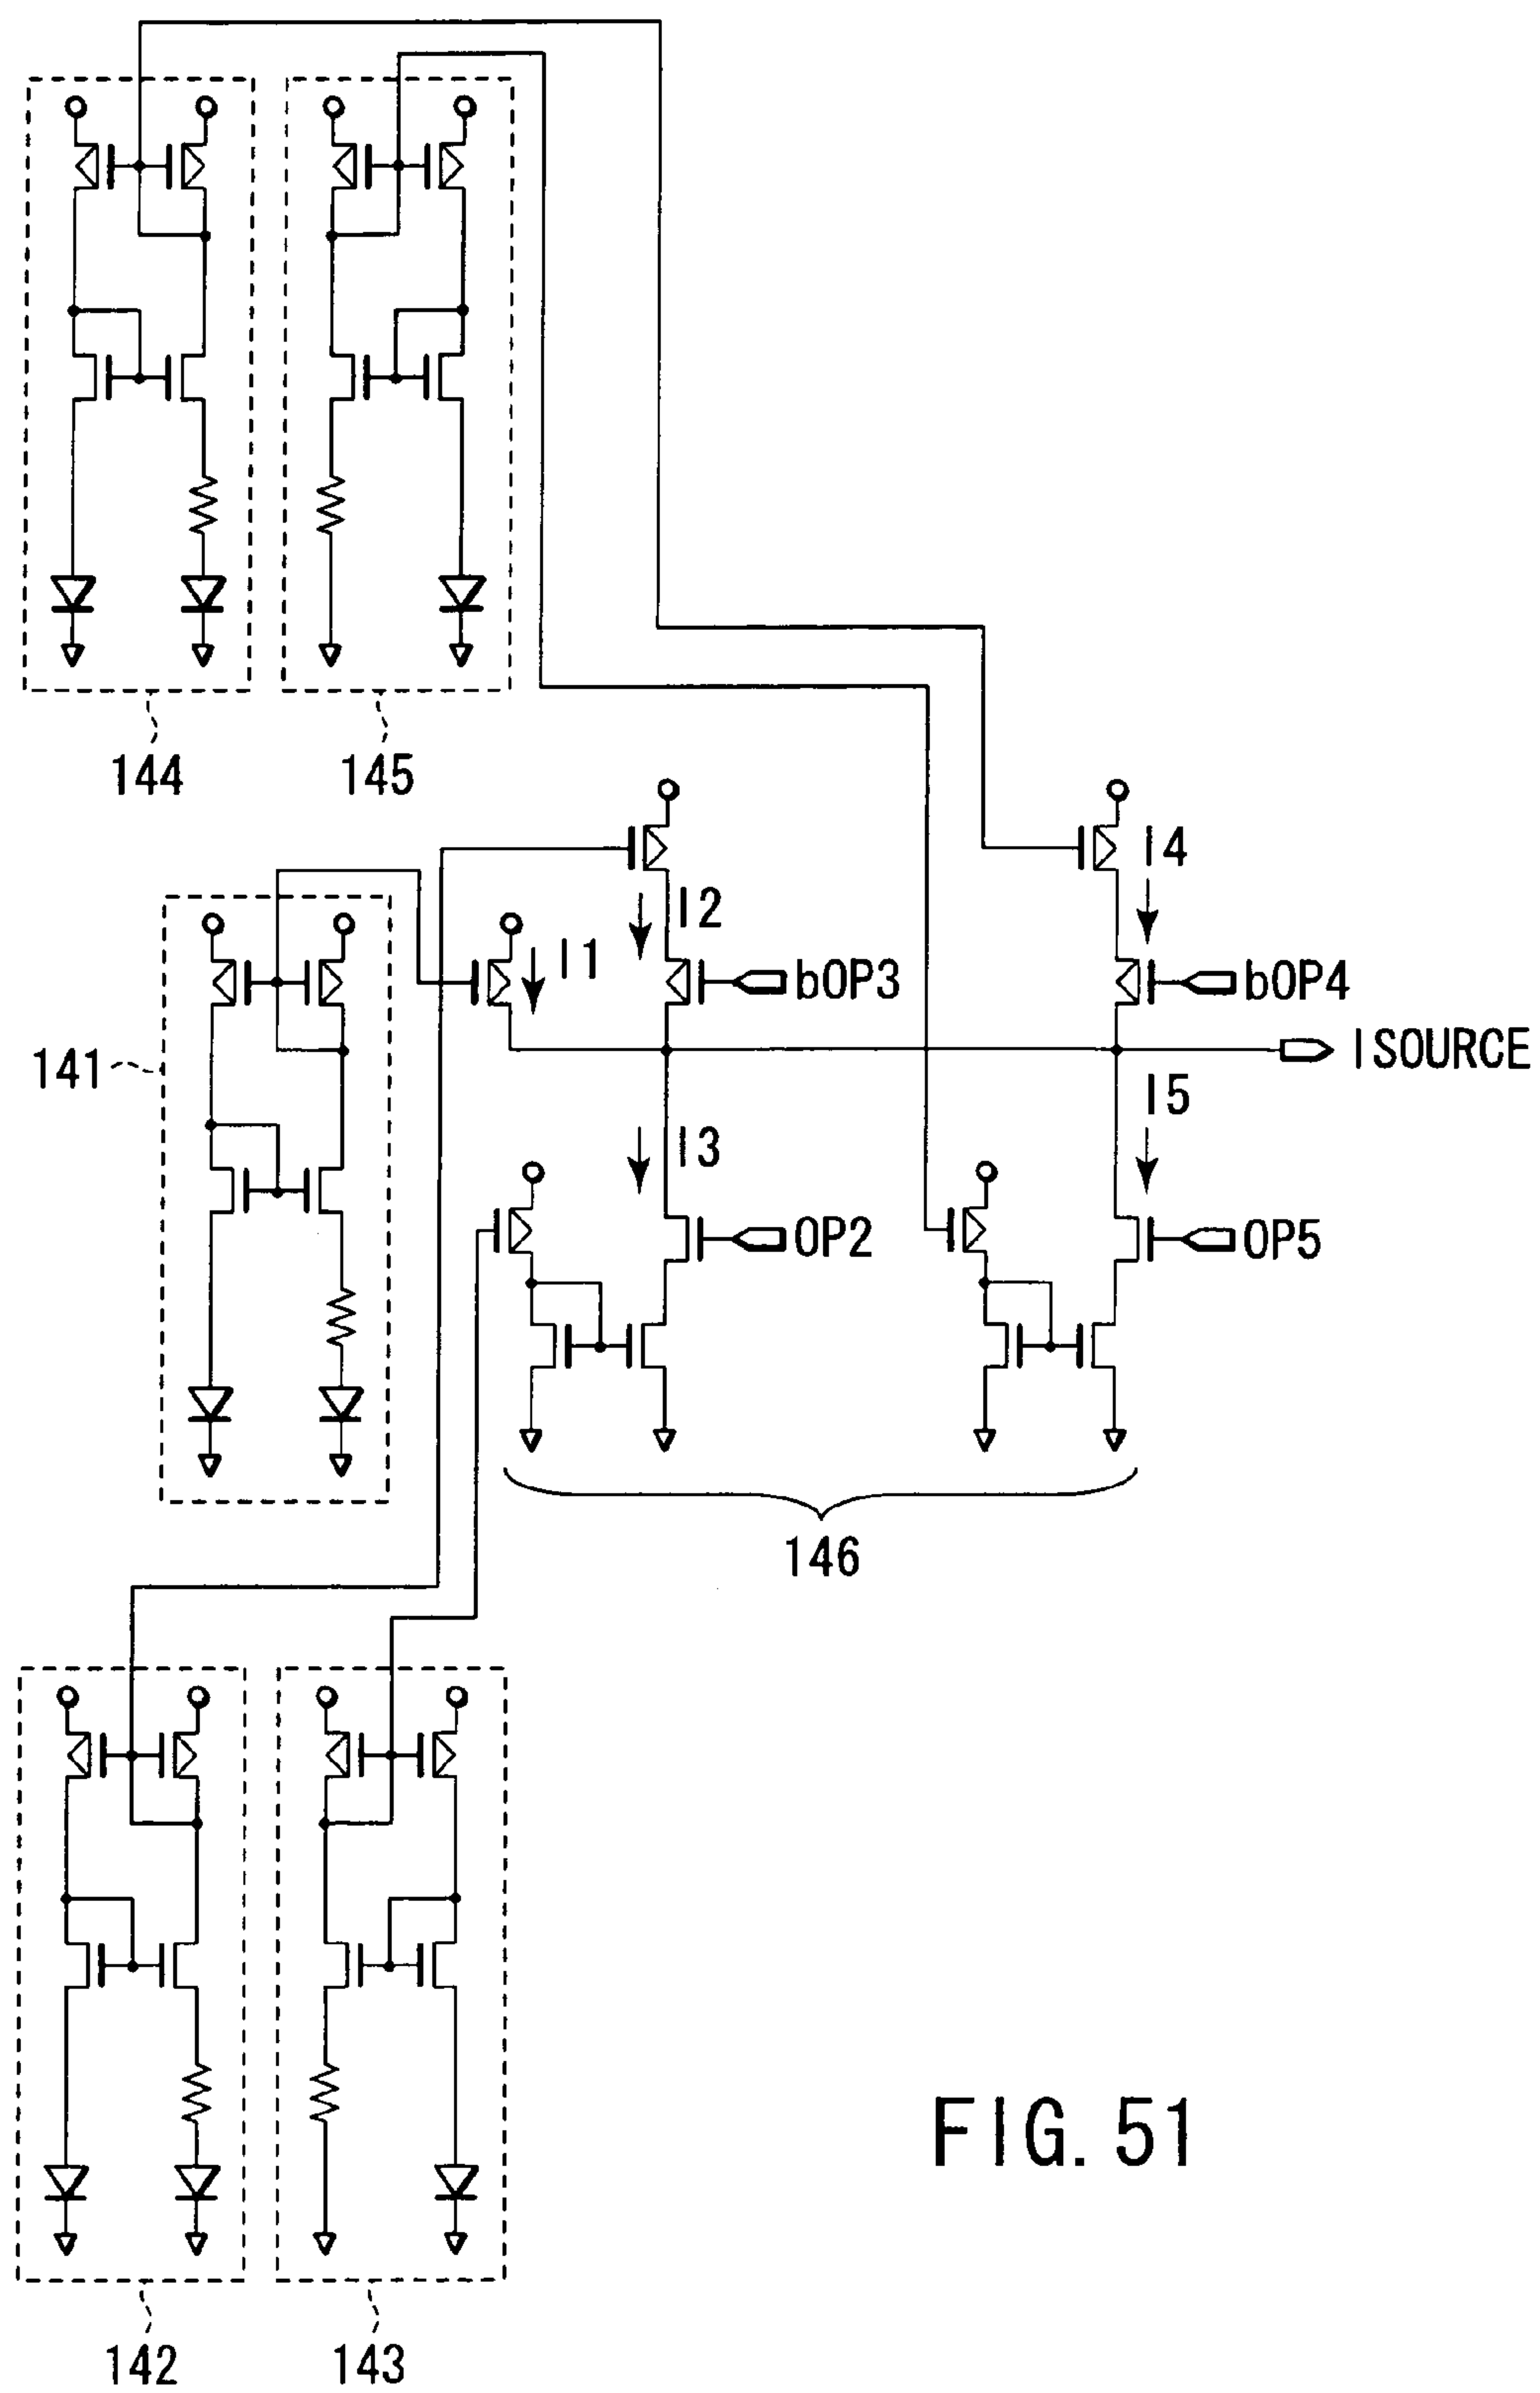 144
145
I4
I2
I1
bOP3
bOP4
141
ISOURCE
I5
I3
OP2
OP5
146
FIG. 51
142
143